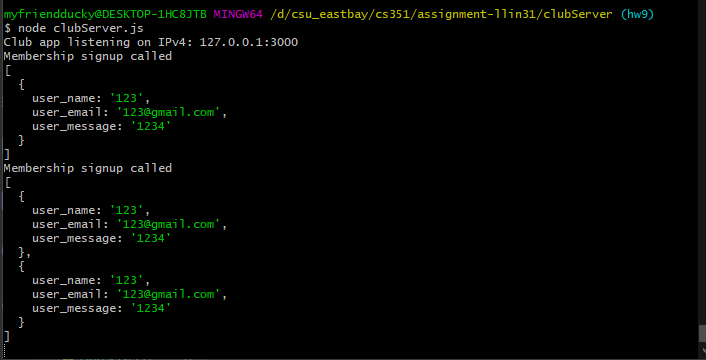 myfriendducky@DESKTOP-1HC8JTB MINGW64 /d/csu_eastbay/cs351/assignment-llin31/clubServer (hw9)
$ node clubServer.js
Club app listening on IPv4: 127.0.0.1:3000
Membership signup called
[
  {
    user_name: '123',
    user_email: '123@gmail.com',
    user_message: '1234'
  }
]
Membership signup called
[
  {
    user_name: '123',
    user_email: '123@gmail.com',
    user_message: '1234'
  },
  {
    user_name: '123',
    user_email: '123@gmail.com',
    user_message: '1234'
  }
]